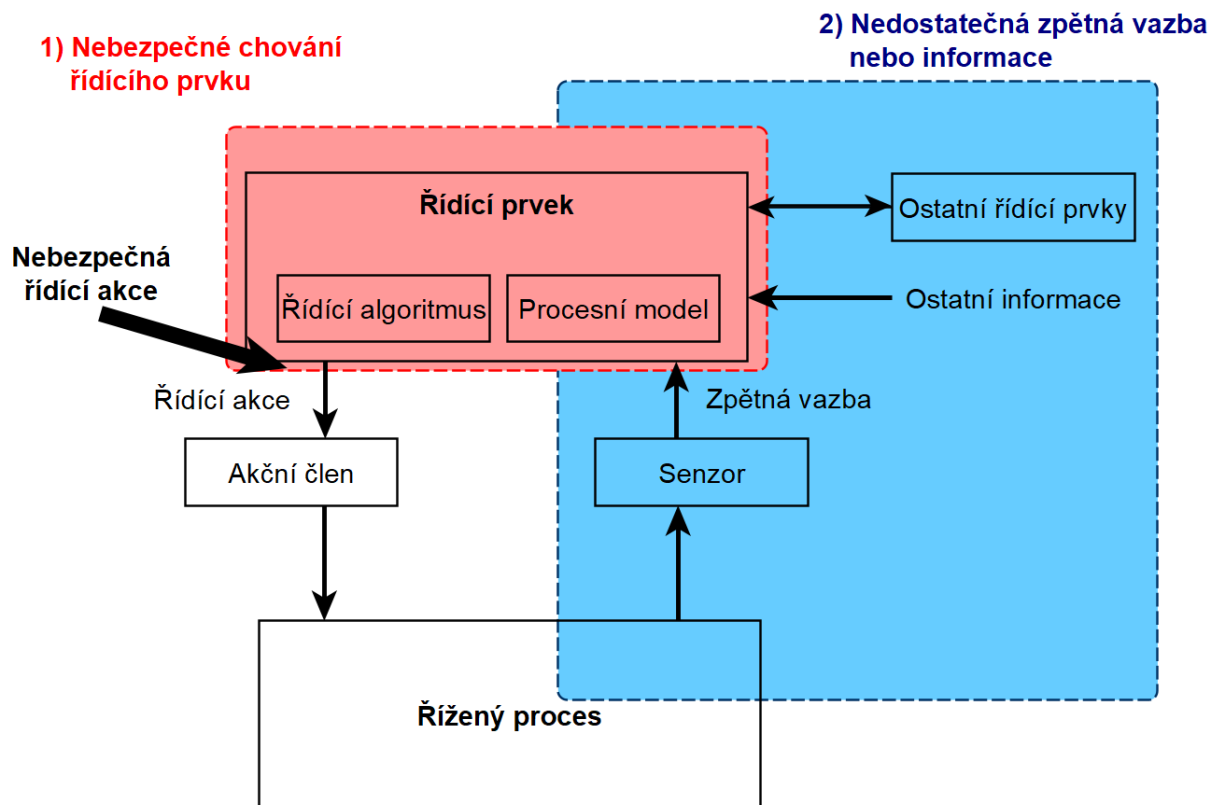 1) Nebezpečné chování
řídícího prvku
2) Nedostatečná zpětná vazba
nebo informace
Řídící prvek
Ostatní řídící prvky
Nebezpečná
řídící akce
Řídící algoritmus
Procesní model
Ostatní informace
Řídící akce
Zpětná vazba
Akční člen
Senzor
Řížený proces